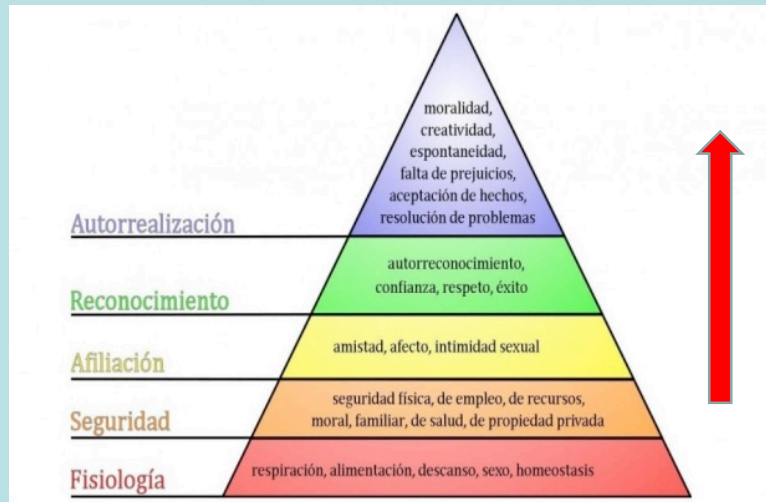 moralidad,
creatividad,
espontaneidad,
falta de prejuicios,
aceptación de hechos,
resolución de problemas
Autorrealización
autorreconocimiento,
confianza, respeto, éxito
Reconocimiento
amistad, afecto, intimidad sexual
Afiliación
seguridad física, de empleo, de recursos,
moral, familiar, de salud, de propiedad privada
Seguridad
respiración, alimentación, descanso, sexo, homeostasis
Fisiología